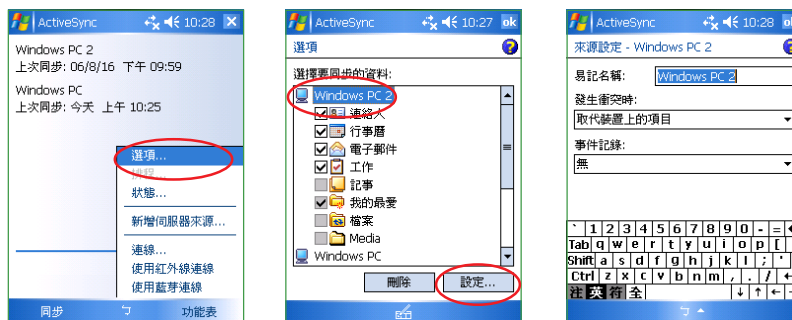 ActiveSync 10:28
Windows PC 2
上次同步: 06/8/16 下午 09:59
Windows PC
上次同步: 今天 上午 10:25
選項...
排程...
狀態...
新增伺服器來源...
連線...
使用紅外線連線
使用藍芽連線
同步 功能表
ActiveSync 10:27 ok
選項
選擇要同步的資料:
Windows PC 2
連絡人
行事曆
電子郵件
工作
記事
我的最愛
檔案
Media
Windows PC
刪除 設定...
ActiveSync 10:28 ok
來源設定 - Windows PC 2
易記名稱: Windows PC 2
發生衝突時:
取代裝置上的項目
事件記錄:
無
` 1 2 3 4 5 6 7 8 9 0 - =
Tab q w e r t y u i o p [
Shift a s d f g h j k l ; '
Ctrl z x c v b n m , . /
注 英 符 全